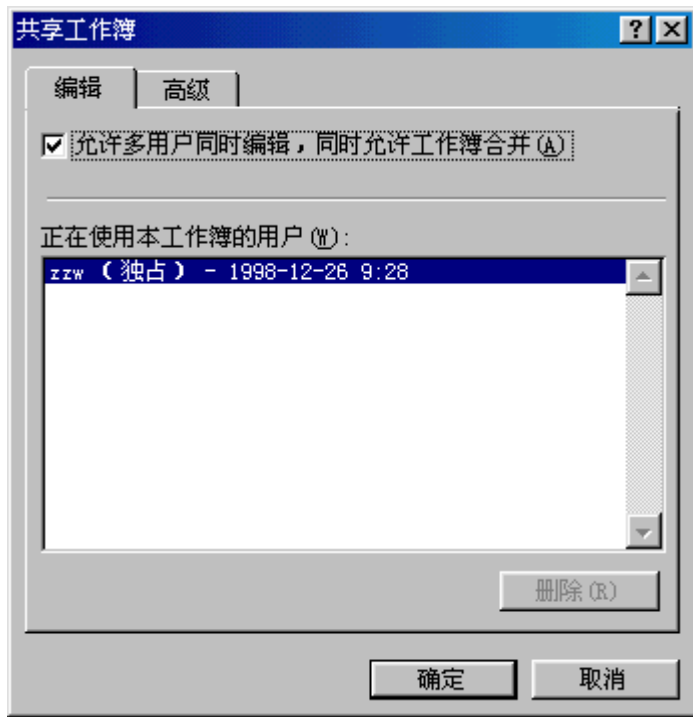 共享工作簿
编辑 高级
允许多用户同时编辑，同时允许工作簿合并(A)
正在使用本工作簿的用户(W):
zzw (独占) - 1998-12-26 9:28
删除(R)
确定 取消